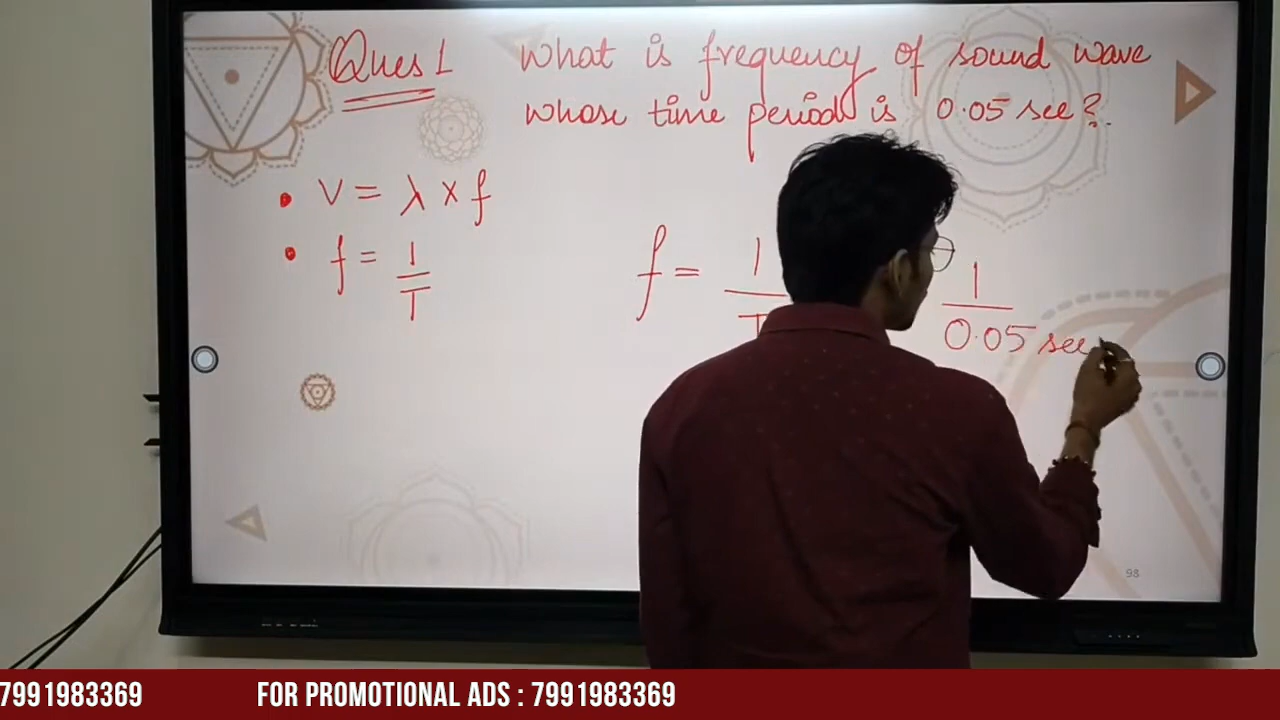 Ques 1 What is frequency of sound wave
whose time period is 0.05 sec?
• V = λ × f
• f = 1/T
f = 1/T
1/0.05 sec
98
7991983369 FOR PROMOTIONAL ADS : 7991983369